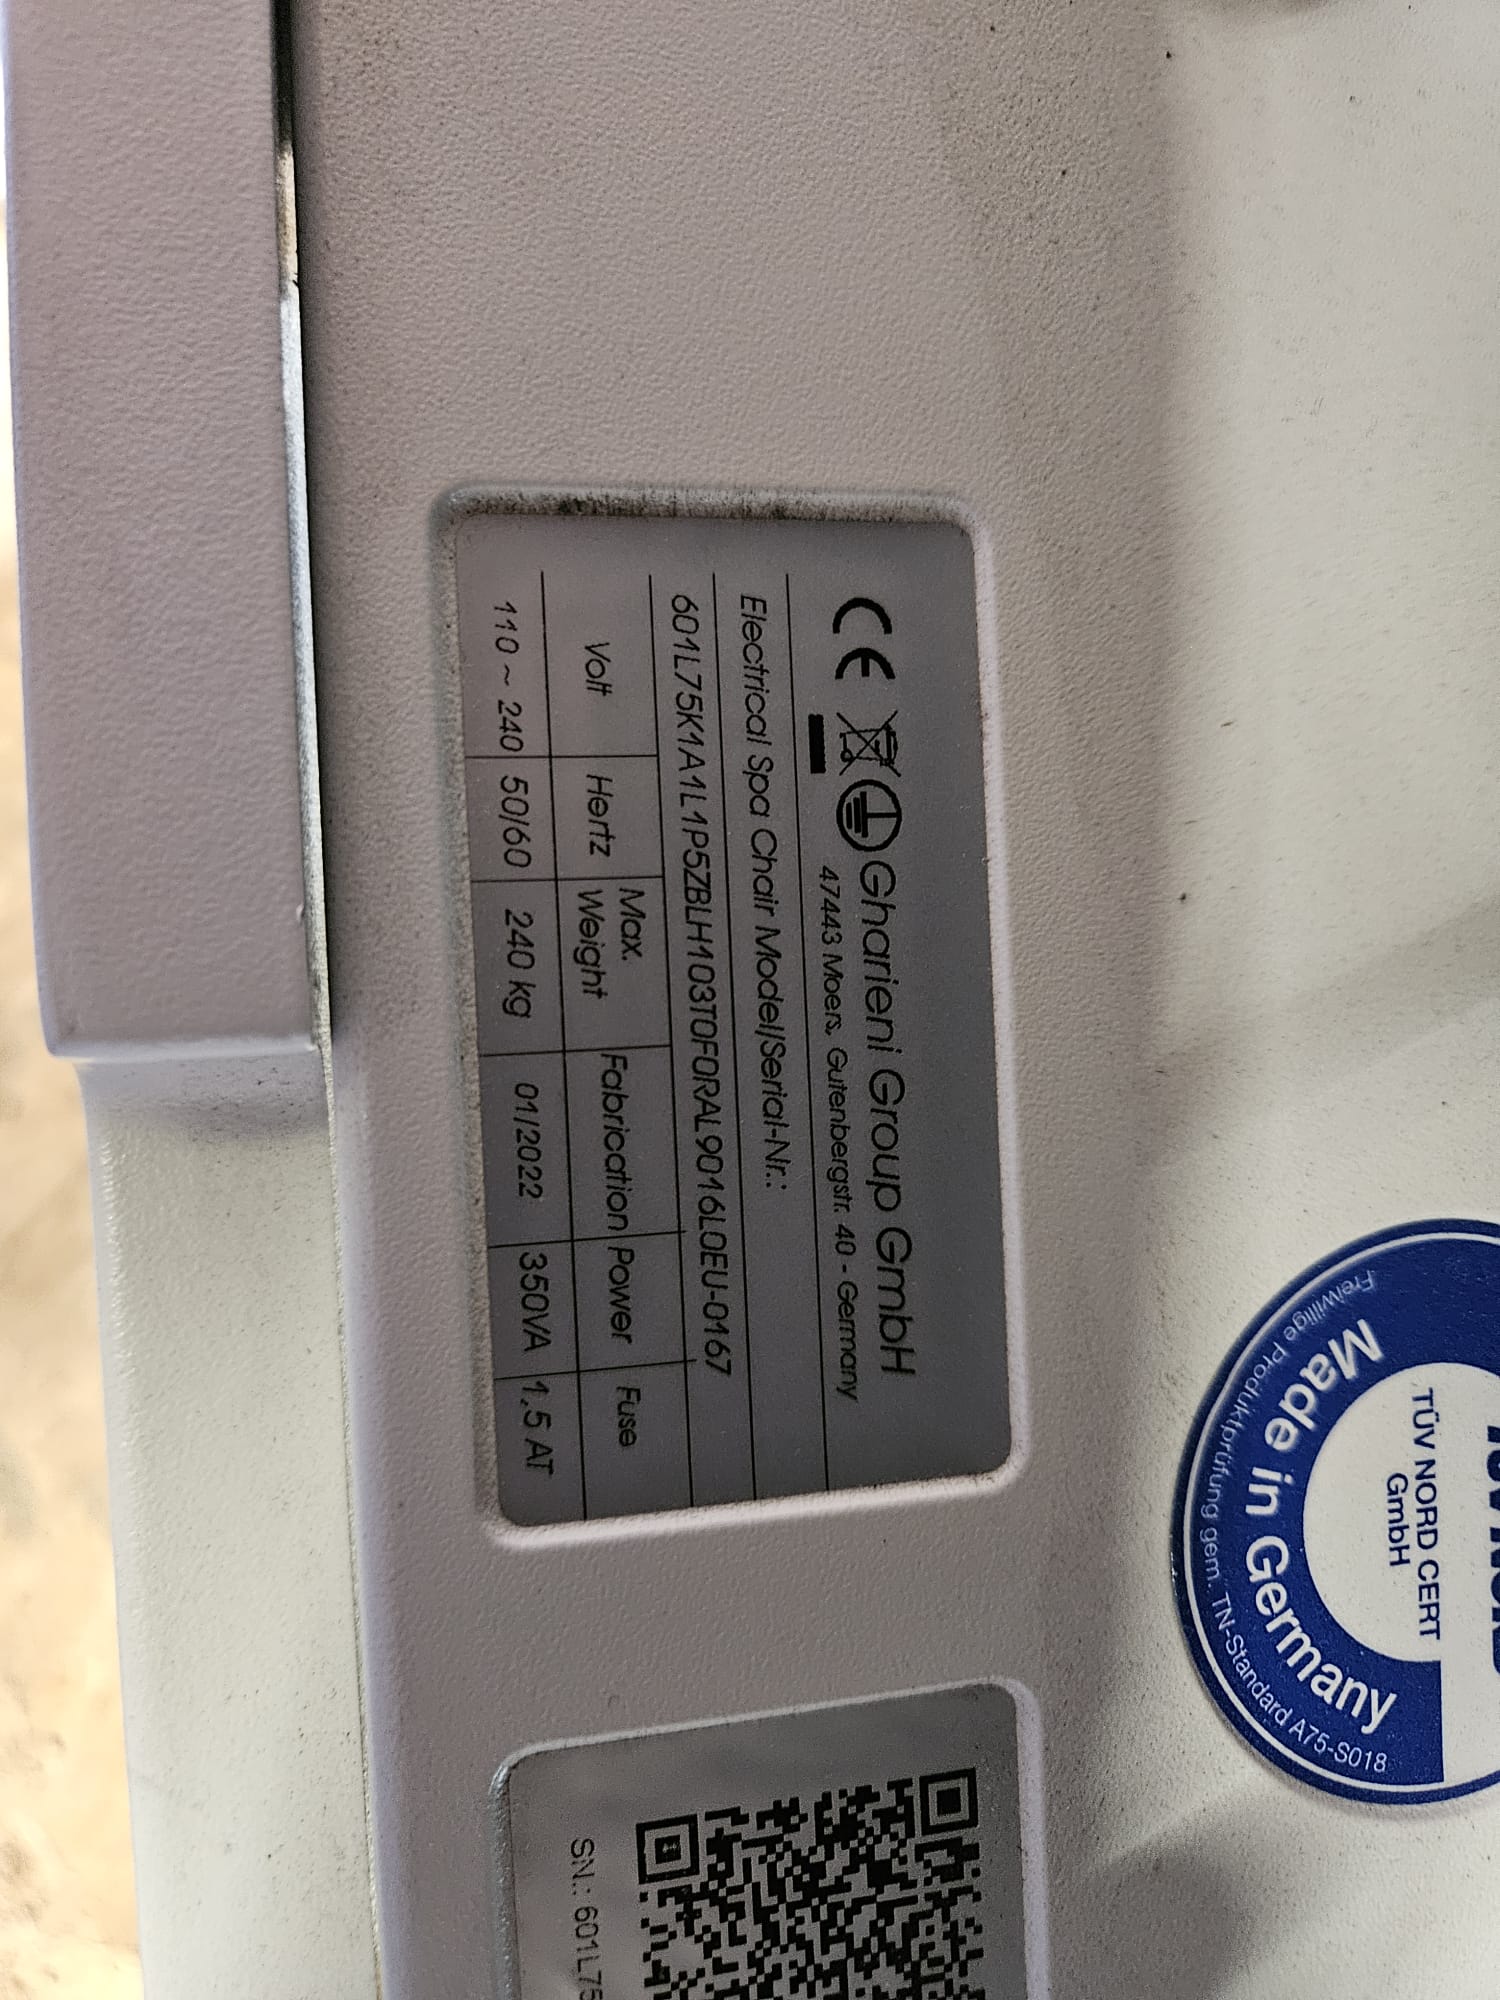 CE Gharieni Group GmbH
47443 Moers, Gutenbergstr. 40 - Germany
Electrical Spa Chair Model/Serial-Nr.:
601L75K1A1L1P5ZBLH103T0F0RAL9016L0EU-0167
Volt Hertz Max. Weight Fabrication Power Fuse
110 ~ 240 50/60 240 kg 01/2022 350VA 1,5 AT
TÜV NORD CERT
GmbH
Made in Germany
Freiwillige Produktprüfung gem. TN-Standard A75-S018
SN.: 601L75